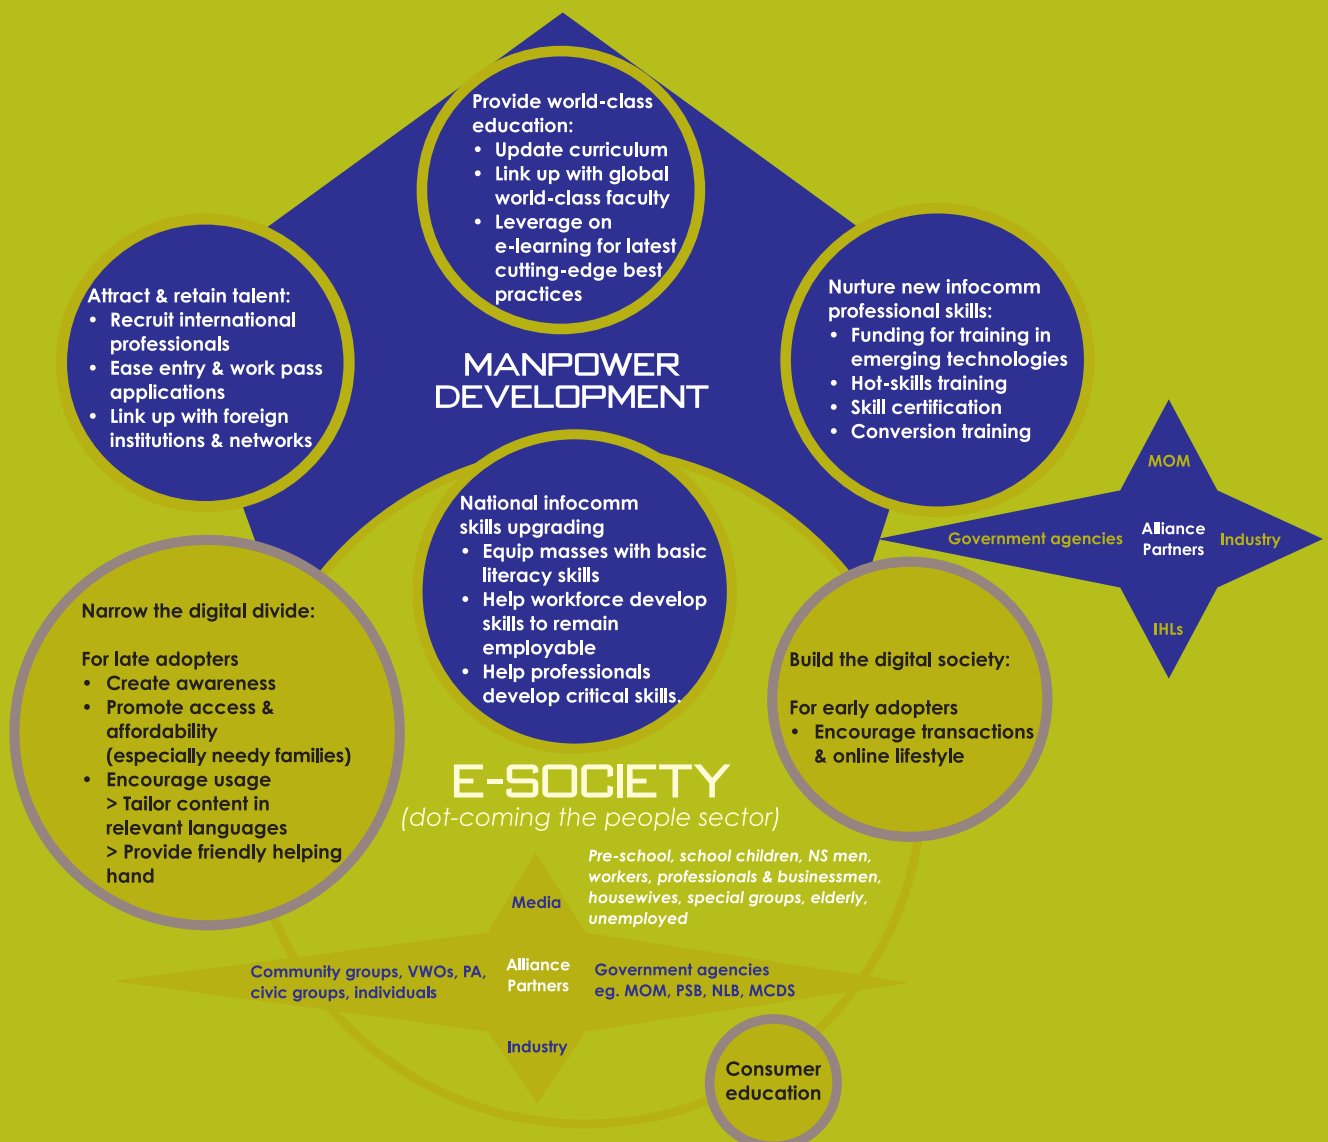 Provide world-class
education:
• Update curriculum
• Link up with global
world-class faculty
• Leverage on
e-learning for latest
cutting-edge best
practices
Attract & retain talent:
• Recruit international
professionals
• Ease entry & work pass
applications
• Link up with foreign
institutions & networks
Nurture new infocomm
professional skills:
• Funding for training in
emerging technologies
• Hot-skills training
• Skill certification
• Conversion training
MANPOWER
DEVELOPMENT
MOM
Government agencies
Alliance
Partners
Industry
IHLs
National infocomm
skills upgrading
• Equip masses with basic
literacy skills
• Help workforce develop
skills to remain
employable
• Help professionals
develop critical skills.
Narrow the digital divide:
For late adopters
• Create awareness
• Promote access &
affordability
(especially needy families)
• Encourage usage
> Tailor content in
relevant languages
> Provide friendly helping
hand
Build the digital society:
For early adopters
• Encourage transactions
& online lifestyle
E-SOCIETY
(dot-coming the people sector)
Pre-school, school children, NS men,
workers, professionals & businessmen,
housewives, special groups, elderly,
unemployed
Media
Community groups, VWOs, PA,
civic groups, individuals
Alliance
Partners
Government agencies
eg. MOM, PSB, NLB, MCDS
Industry
Consumer
education